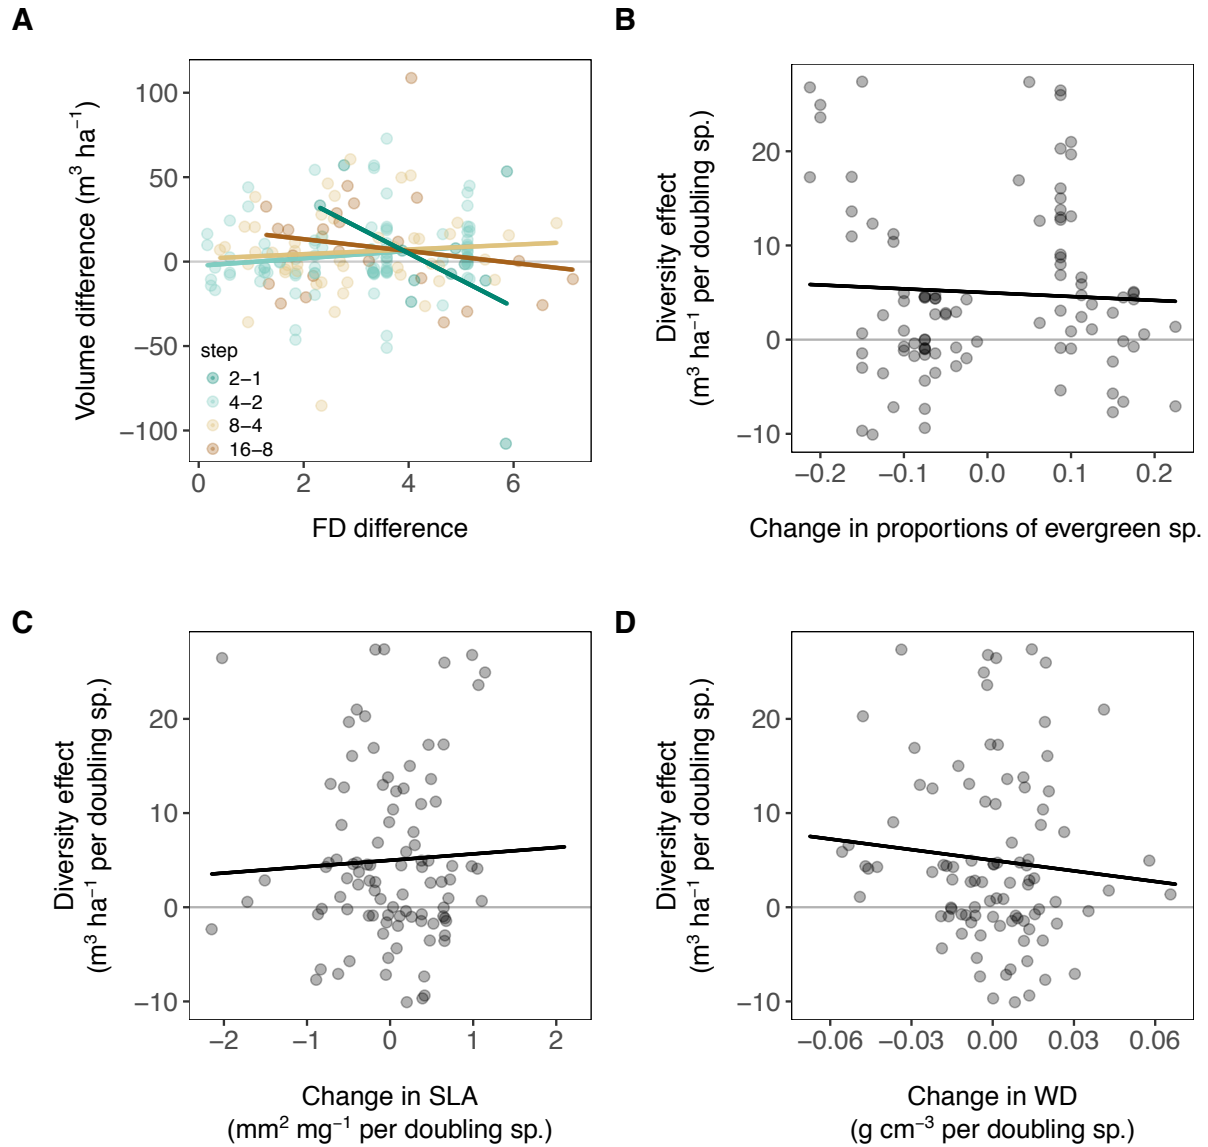 A
Volume difference (m³ ha⁻¹)
100
50
0
−50
−100
step
2−1
4−2
8−4
16−8
0 2 4 6
FD difference
B
Diversity effect
(m³ ha⁻¹ per doubling sp.)
20
10
0
−10
−0.2 −0.1 0.0 0.1 0.2
Change in proportions of evergreen sp.
C
Diversity effect
(m³ ha⁻¹ per doubling sp.)
20
10
0
−10
−2 −1 0 1 2
Change in SLA
(mm² mg⁻¹ per doubling sp.)
D
Diversity effect
(m³ ha⁻¹ per doubling sp.)
20
10
0
−10
−0.06 −0.03 0.00 0.03 0.06
Change in WD
(g cm⁻³ per doubling sp.)